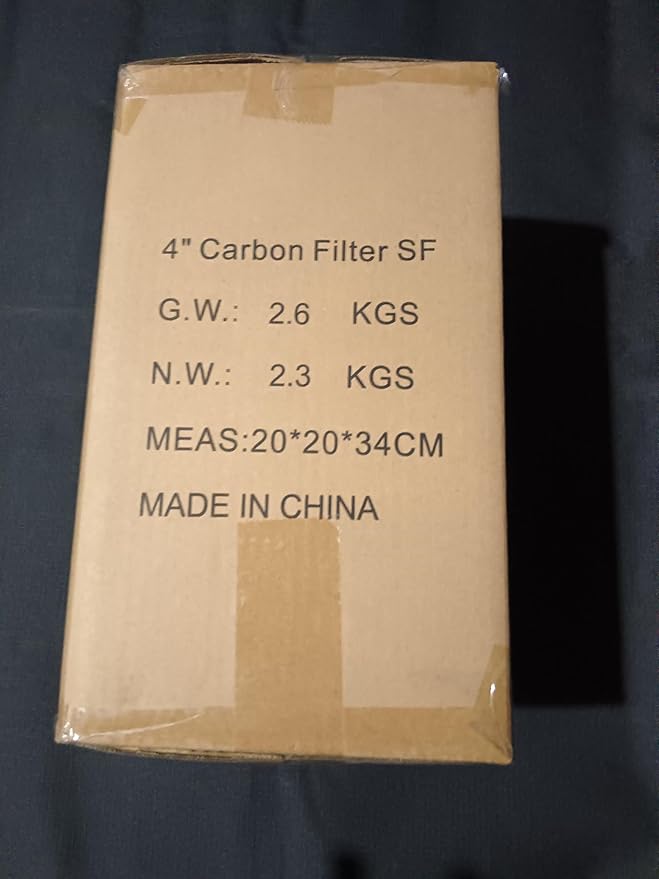 4" Carbon Filter SF
G.W.: 2.6 KGS
N.W.: 2.3 KGS
MEAS:20*20*34CM
MADE IN CHINA